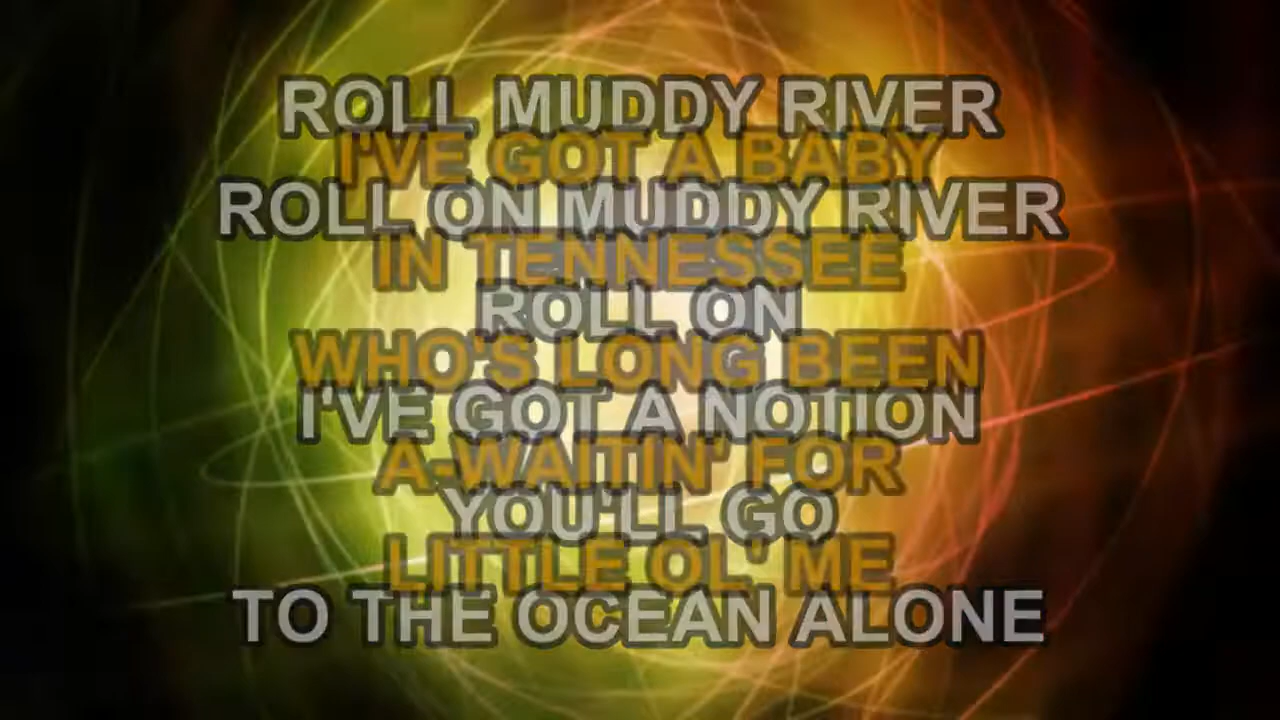 ROLL MUDDY RIVER
I'VE GOT A BABY
ROLL ON MUDDY RIVER
IN TENNESSEE
ROLL ON
WHO'S LONG BEEN
I'VE GOT A NOTION
A-WAITIN' FOR
YOU'LL GO
LITTLE OL' ME
TO THE OCEAN ALONE